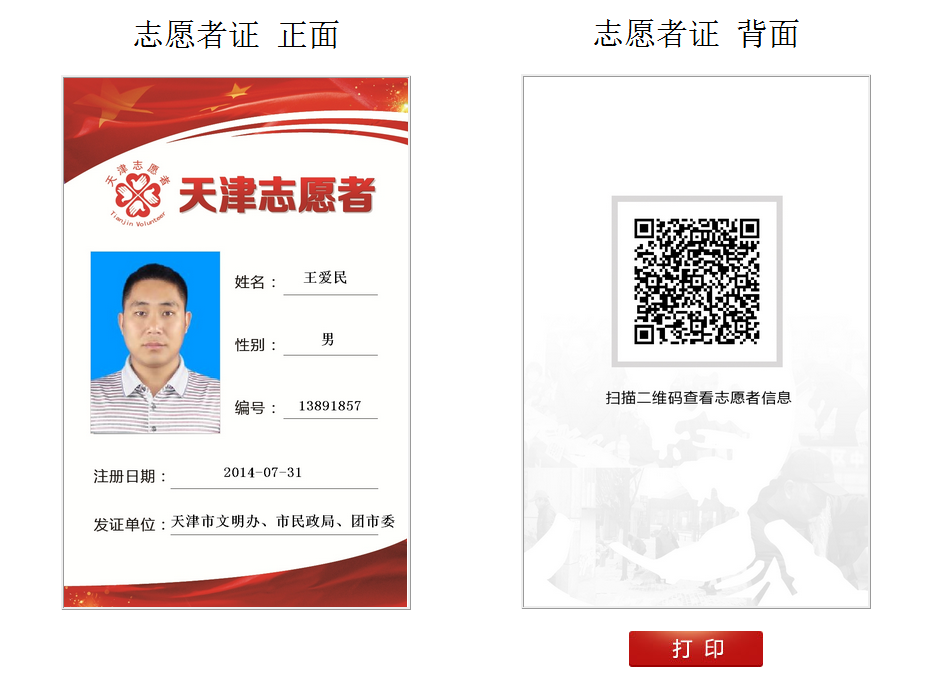 志愿者证 正面
志愿者证 背面
天津志愿者
Tianjin Volunteer
天津志愿者
姓名：王爱民
性别：男
编号：13891857
注册日期：2014-07-31
发证单位：天津市文明办、市民政局、团市委
扫描二维码查看志愿者信息
打印